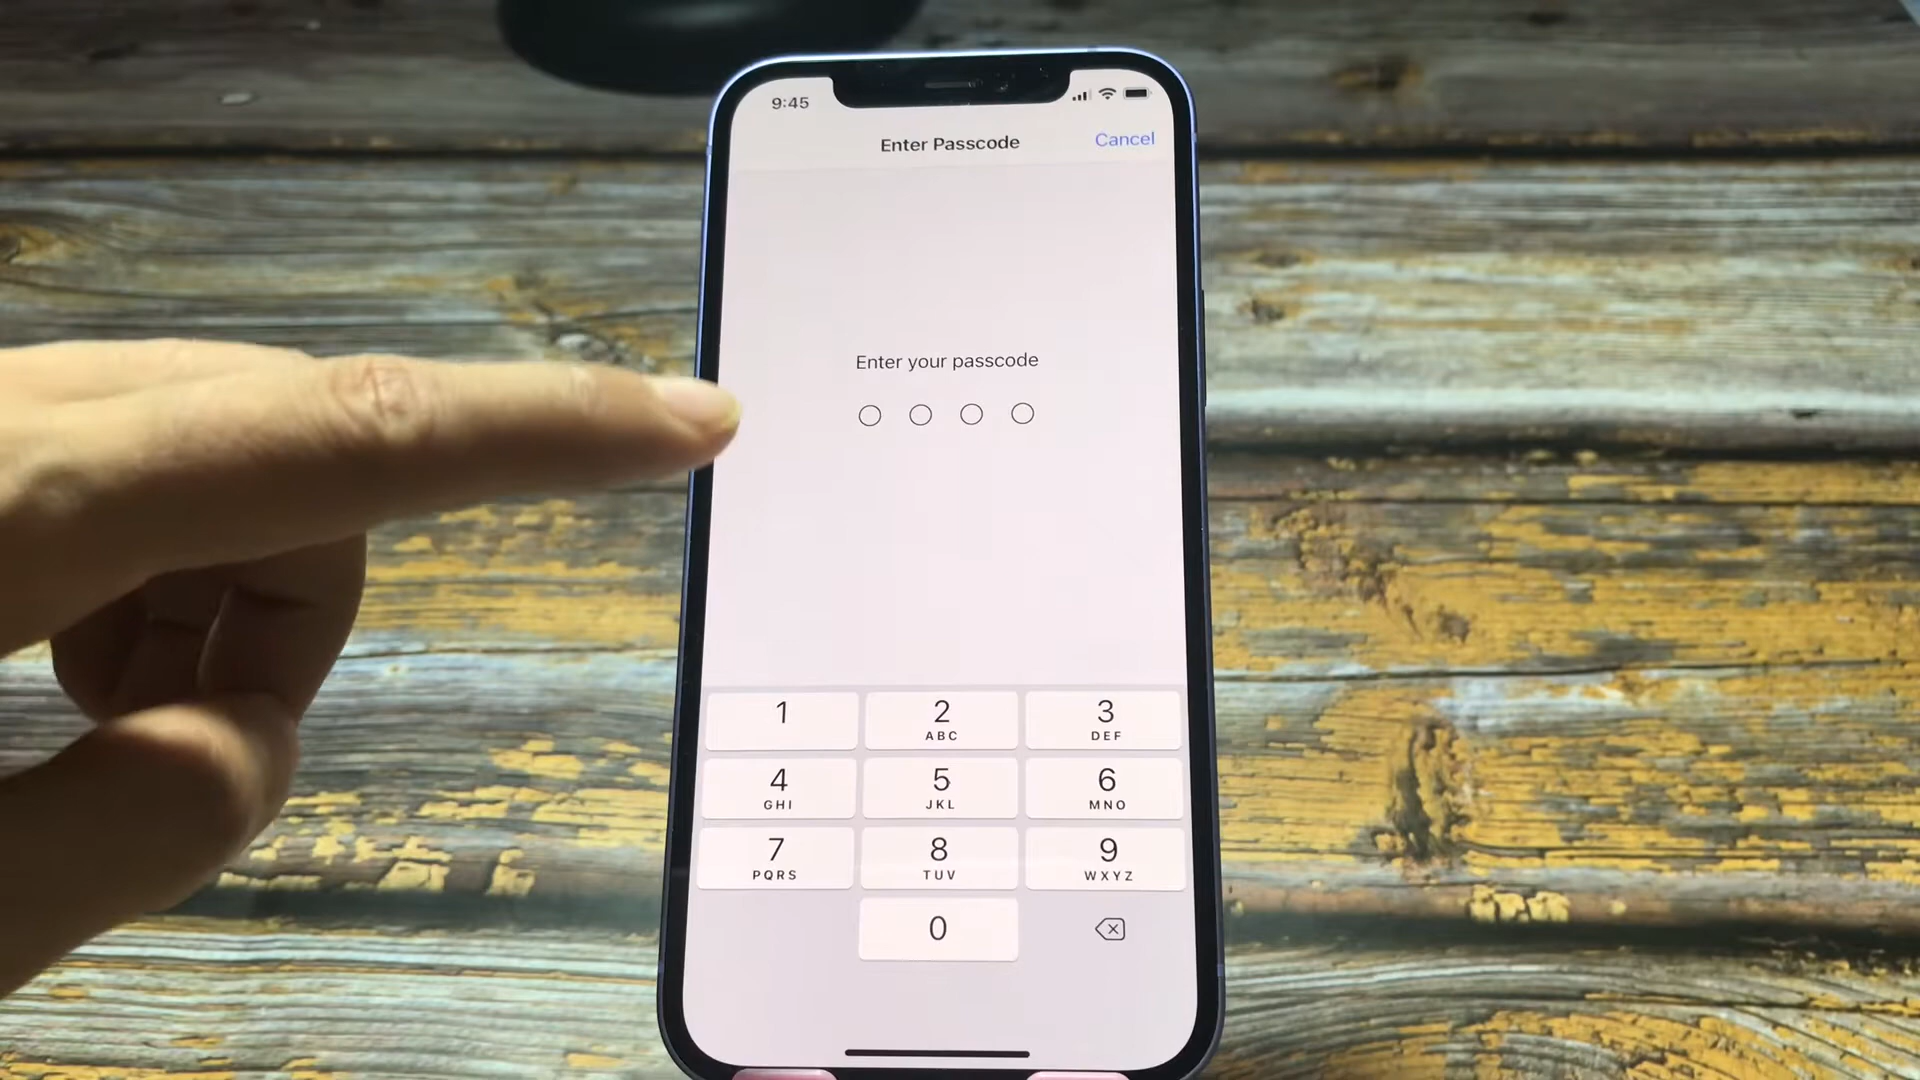 9:45
Enter Passcode
Cancel
Enter your passcode
1
2
ABC
3
DEF
4
GHI
5
JKL
6
MNO
7
PQRS
8
TUV
9
WXYZ
0